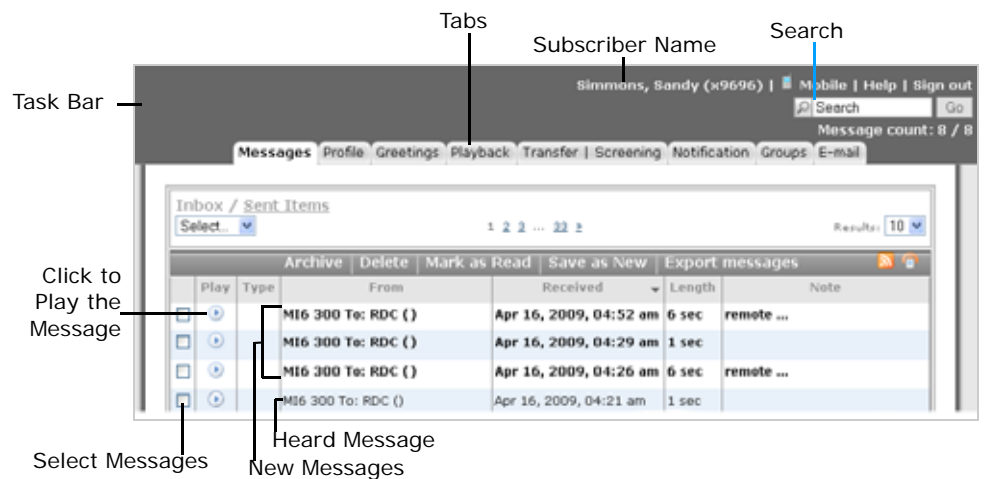 Tabs
Subscriber Name
Search
Task Bar
Simmons, Sandy (x9696) | Mobile | Help | Sign out
Search Go
Message count: 8 / 8
Messages Profile Greetings Playback Transfer | Screening Notification Groups E-mail
Inbox / Sent Items
Select... 1 2 3 ... 33 > Results: 10
Archive | Delete | Mark as Read | Save as New | Export messages
Play Type From Received Length Note
MI6 300 To: RDC () Apr 16, 2009, 04:52 am 6 sec remote ...
MI6 300 To: RDC () Apr 16, 2009, 04:29 am 1 sec
MI6 300 To: RDC () Apr 16, 2009, 04:26 am 6 sec remote ...
MI6 300 To: RDC () Apr 16, 2009, 04:21 am 1 sec
Click to
Play the
Message
Heard Message
Select Messages
New Messages